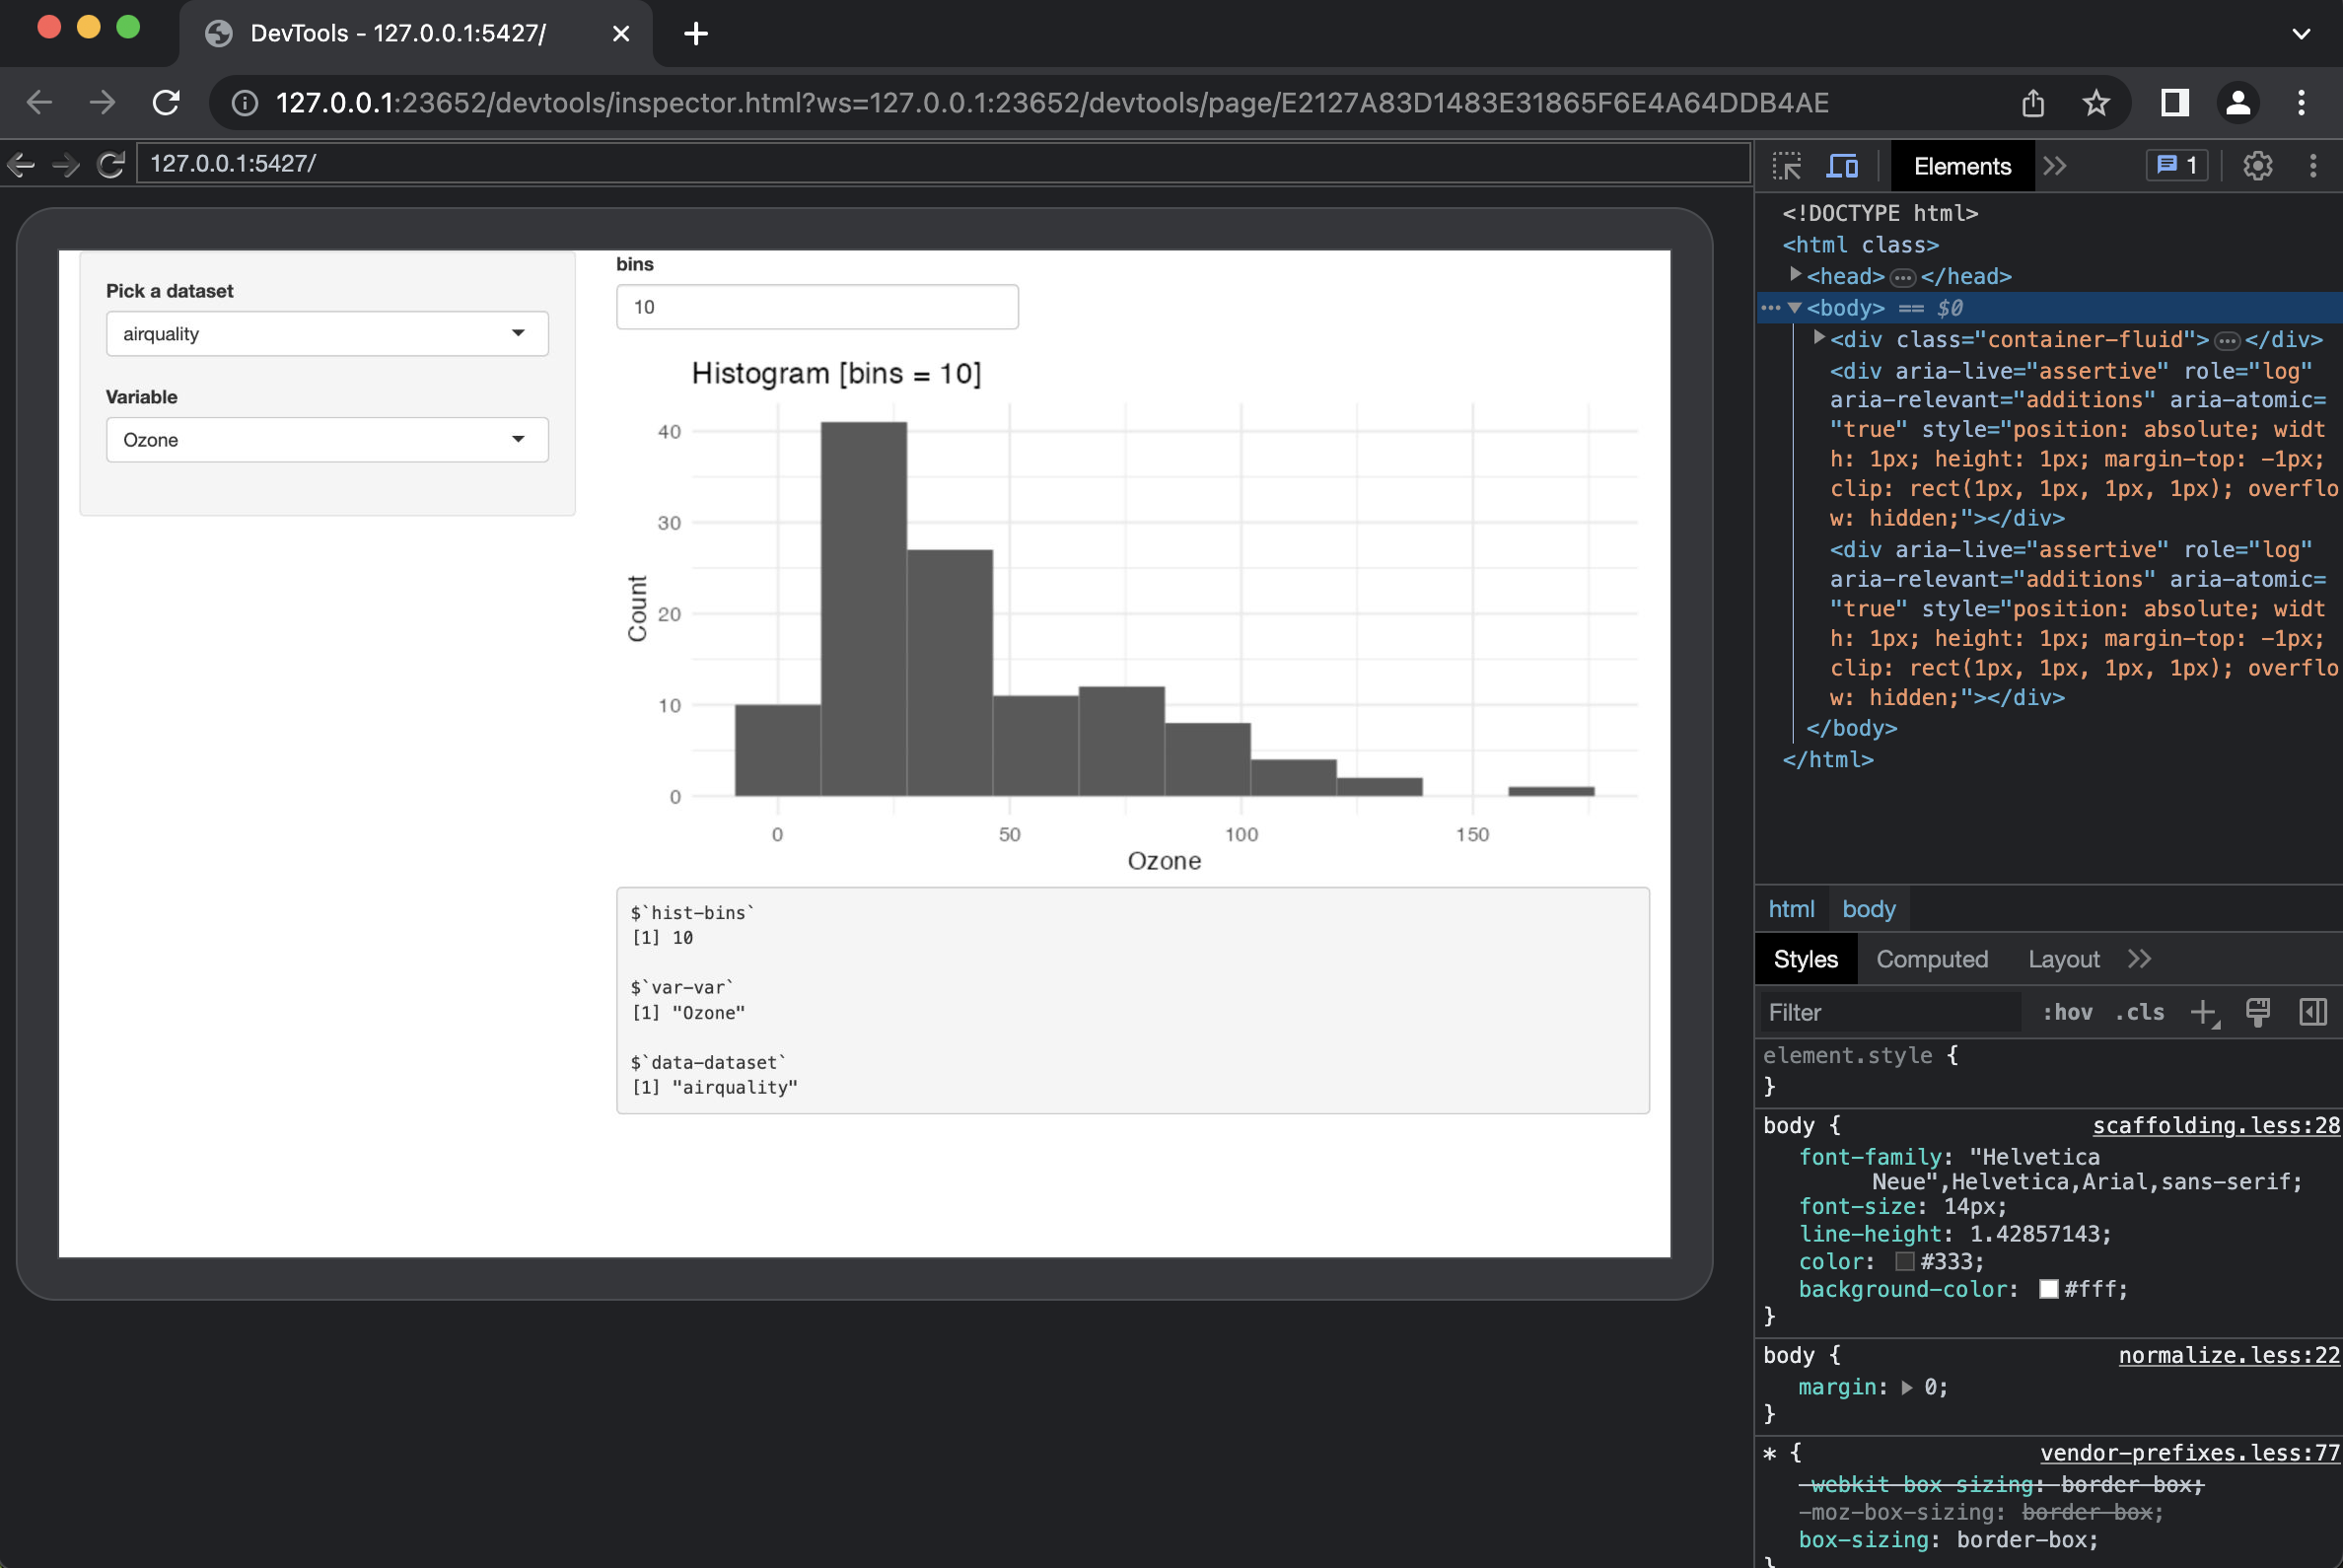 DevTools - 127.0.0.1:5427/
127.0.0.1:23652/devtools/inspector.html?ws=127.0.0.1:23652/devtools/page/E2127A83D1483E31865F6E4A64DDB4AE
127.0.0.1:5427/
Pick a dataset
airquality
Variable
Ozone
bins
10
Histogram [bins = 10]
Count
40
30
20
10
0
0 50 100 150
Ozone
$`hist-bins`
[1] 10
$`var-var`
[1] "Ozone"
$`data-dataset`
[1] "airquality"
Elements
1
<!DOCTYPE html>
<html class>
<head> ⋯ </head>
⋯ <body> == $0
<div class="container-fluid"> ⋯ </div>
<div aria-live="assertive" role="log"
aria-relevant="additions" aria-atomic=
"true" style="position: absolute; widt
h: 1px; height: 1px; margin-top: -1px;
clip: rect(1px, 1px, 1px, 1px); overflo
w: hidden;"></div>
<div aria-live="assertive" role="log"
aria-relevant="additions" aria-atomic=
"true" style="position: absolute; widt
h: 1px; height: 1px; margin-top: -1px;
clip: rect(1px, 1px, 1px, 1px); overflo
w: hidden;"></div>
</body>
</html>
html body
Styles Computed Layout
Filter :hov .cls
element.style {
}
body { scaffolding.less:28
font-family: "Helvetica
Neue",Helvetica,Arial,sans-serif;
font-size: 14px;
line-height: 1.42857143;
color: #333;
background-color: #fff;
}
body { normalize.less:22
margin: 0;
}
* { vendor-prefixes.less:77
-webkit-box-sizing: border-box;
-moz-box-sizing: border-box;
box-sizing: border-box;
}